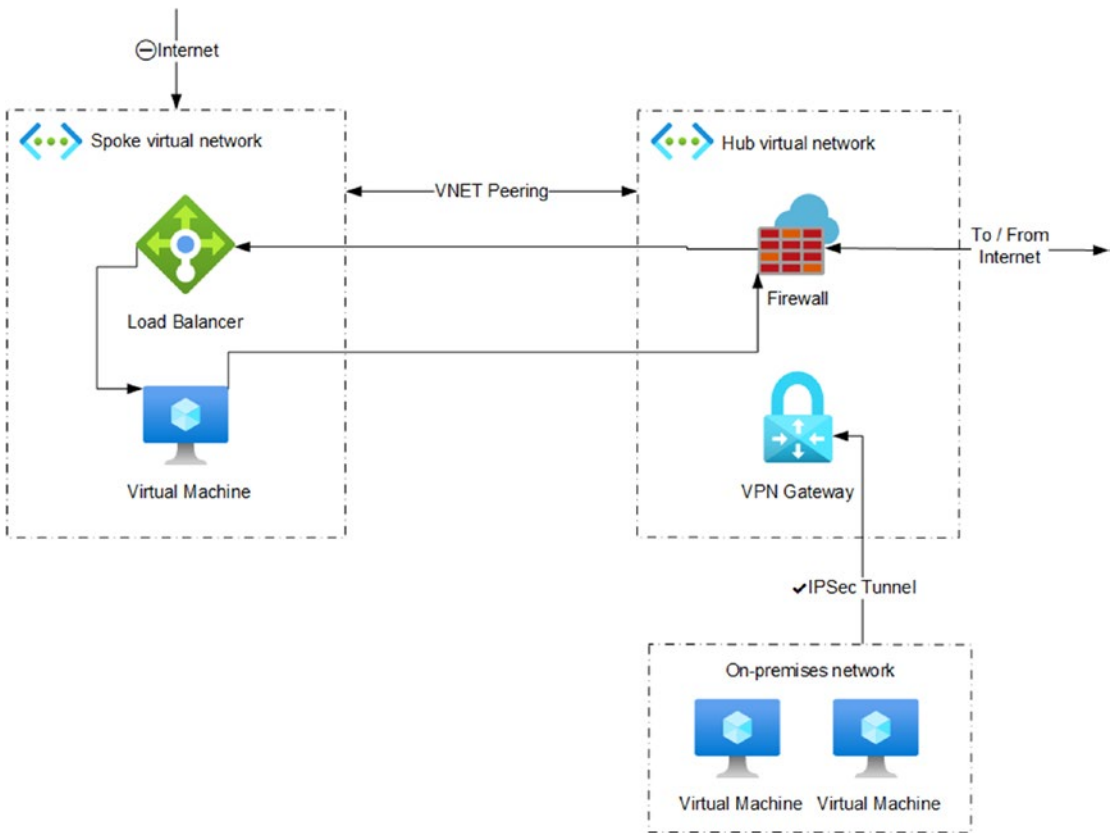 Internet
Spoke virtual network
Hub virtual network
VNET Peering
To / From
Internet
Firewall
Load Balancer
Virtual Machine
VPN Gateway
IPSec Tunnel
On-premises network
Virtual Machine
Virtual Machine